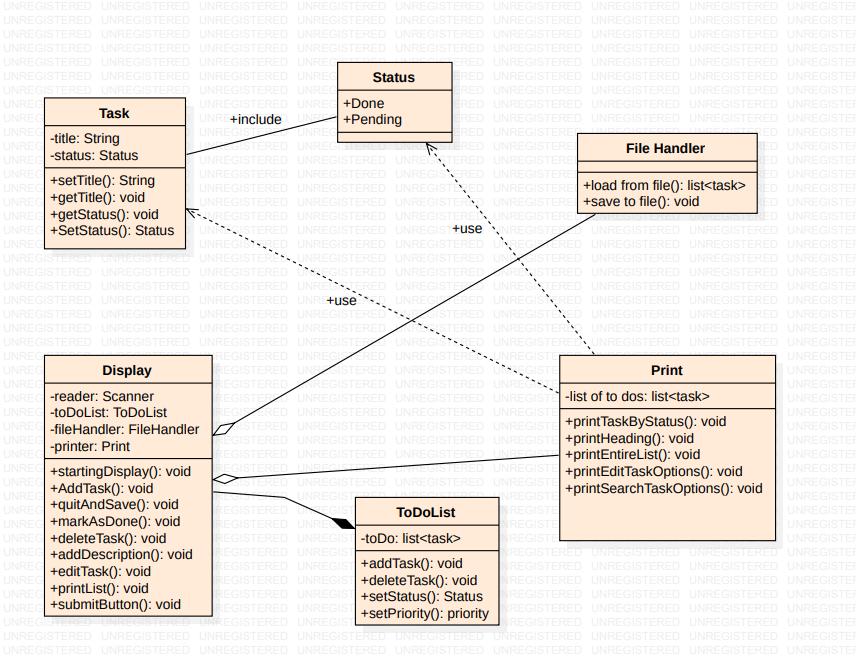 Status
+Done
+Pending
Task
-title: String
-status: Status
+setTitle(): String
+getTitle(): void
+getStatus(): void
+SetStatus(): Status
+include
File Handler
+load from file(): list<task>
+save to file(): void
+use
+use
Display
-reader: Scanner
-toDoList: ToDoList
-fileHandler: FileHandler
-printer: Print
+startingDisplay(): void
+AddTask(): void
+quitAndSave(): void
+markAsDone(): void
+deleteTask(): void
+addDescription(): void
+editTask(): void
+printList(): void
+submitButton(): void
Print
-list of to dos: list<task>
+printTaskByStatus(): void
+printHeading(): void
+printEntireList(): void
+printEditTaskOptions(): void
+printSearchTaskOptions(): void
ToDoList
-toDo: list<task>
+addTask(): void
+deleteTask(): void
+setStatus(): Status
+setPriority(): priority
UNREGISTERED